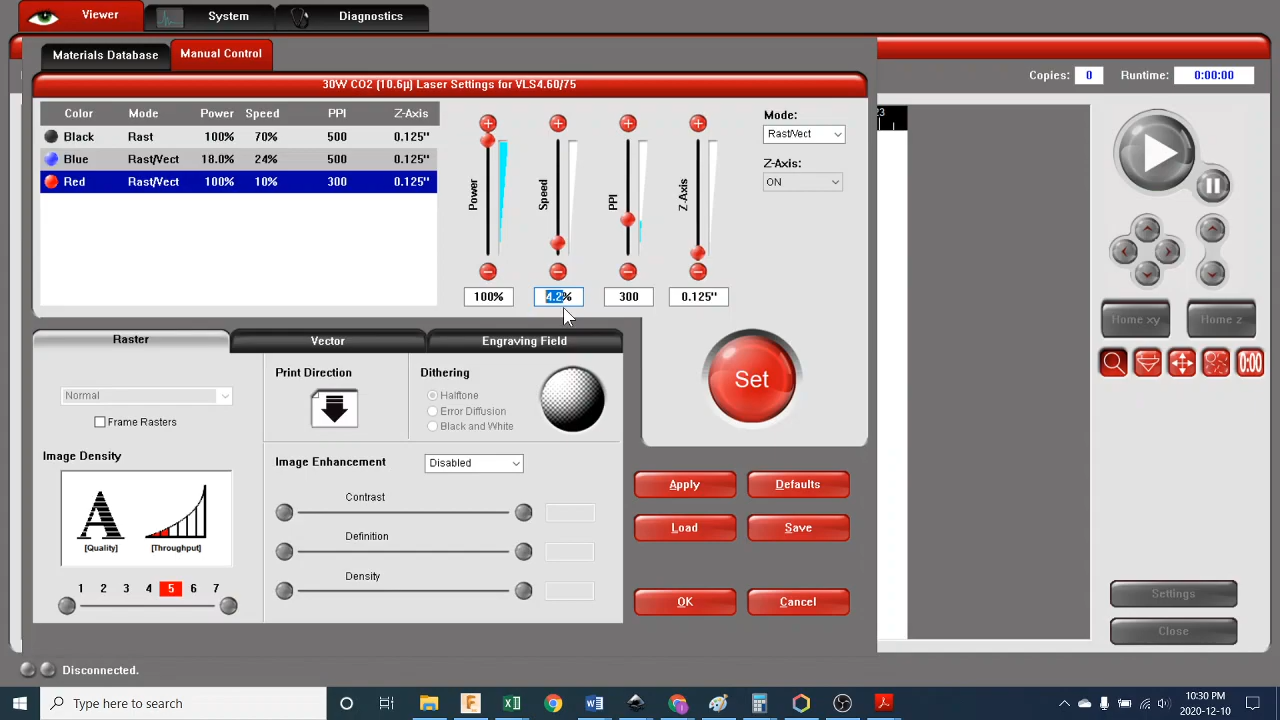 Viewer
System
Diagnostics
Materials Database
Manual Control
30W CO2 (10.6µ) Laser Settings for VLS4.60/75
Copies: 0 Runtime: 0:00:00
Color Mode Power Speed PPI Z-Axis
Black Rast 100% 70% 500 0.125"
Blue Rast/Vect 18.0% 24% 500 0.125"
Red Rast/Vect 100% 10% 300 0.125"
Power
Speed
PPI
Z-Axis
100% 4.2% 300 0.125"
Mode:
Rast/Vect
Z-Axis:
ON
23
Home xy
Home z
0:00
Raster
Vector
Engraving Field
Normal
Frame Rasters
Print Direction
Dithering
Halftone
Error Diffusion
Black and White
Set
Image Density
A
[Quality] [Throughput]
1 2 3 4 5 6 7
Image Enhancement Disabled
Contrast
Definition
Density
Apply
Defaults
Load
Save
OK
Cancel
Settings
Close
Disconnected.
Type here to search
10:30 PM
2020-12-10